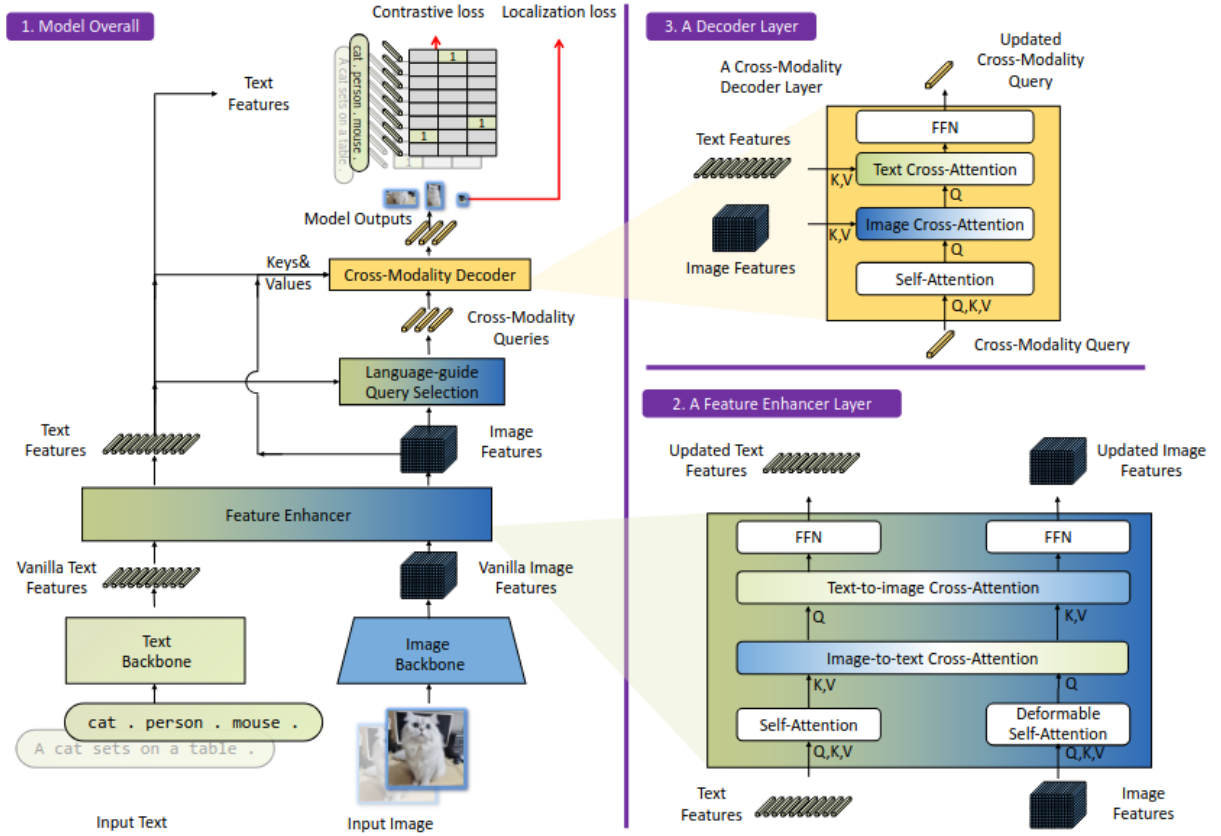 1. Model Overall
Contrastive loss
Localization loss
cat . person . mouse .
A cat sets on a table .
1
1
1
1
Text
Features
Model Outputs
Keys&
Values
Cross-Modality Decoder
Cross-Modality
Queries
Language-guide
Query Selection
Text
Features
Image
Features
Feature Enhancer
Vanilla Text
Features
Vanilla Image
Features
Text
Backbone
Image
Backbone
cat . person . mouse .
A cat sets on a table .
Input Text
Input Image
3. A Decoder Layer
A Cross-Modality
Decoder Layer
Updated
Cross-Modality
Query
FFN
Text Features
K,V
Text Cross-Attention
Q
Image Features
K,V
Image Cross-Attention
Q
Self-Attention
Q,K,V
Cross-Modality Query
2. A Feature Enhancer Layer
Updated Text
Features
Updated Image
Features
FFN
FFN
Text-to-image Cross-Attention
Q
K,V
Image-to-text Cross-Attention
K,V
Q
Self-Attention
Deformable
Self-Attention
Q,K,V
Q,K,V
Text
Features
Image
Features